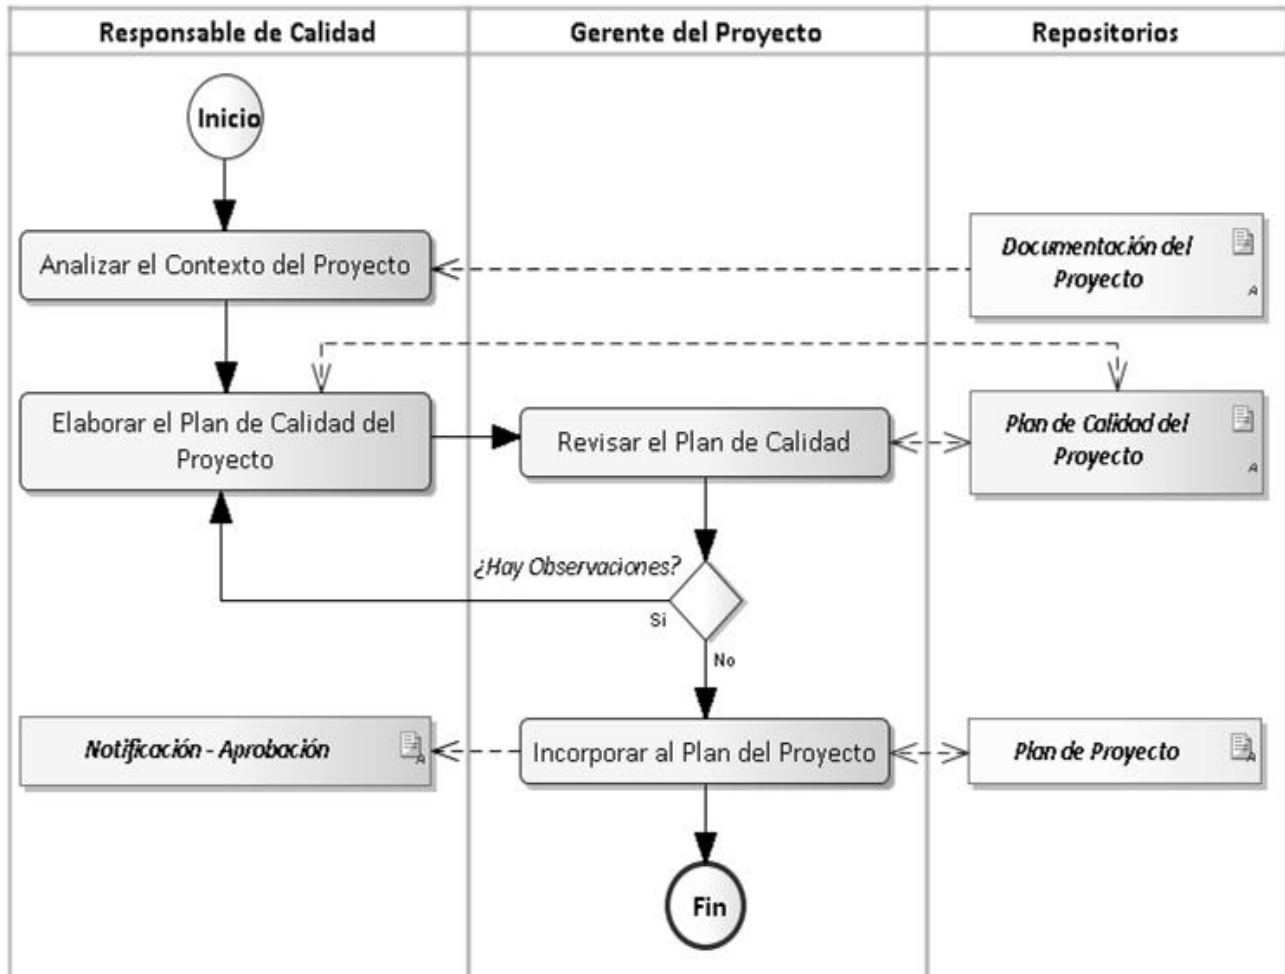 Responsable de Calidad
Gerente del Proyecto
Repositorios
Inicio
Analizar el Contexto del Proyecto
Documentación del
Proyecto
A
Elaborar el Plan de Calidad del
Proyecto
Revisar el Plan de Calidad
Plan de Calidad del
Proyecto
A
¿Hay Observaciones?
Si
No
Notificación - Aprobación
A
Incorporar al Plan del Proyecto
Plan de Proyecto
A
Fin